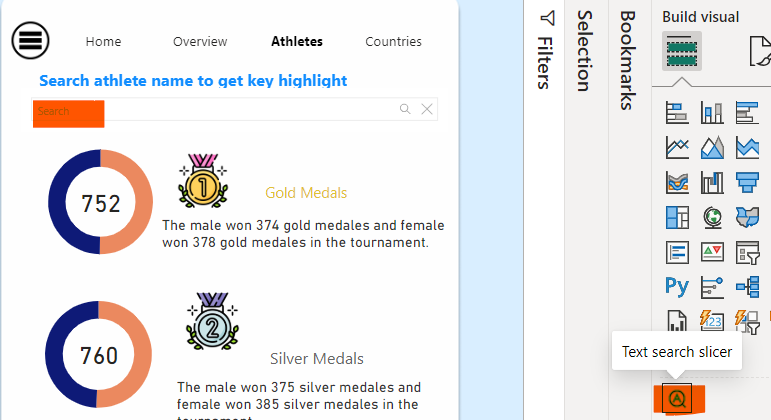 Home Overview Athletes Countries
Search athlete name to get key highlight
Search
752
1
Gold Medals
The male won 374 gold medales and female
won 378 gold medales in the tournament.
760
2
Silver Medals
The man won 375 silver medales and
female won 385 silver medales in the
tournament.
Filters
Selection
Bookmarks
Build visual
Py
123
Text search slicer